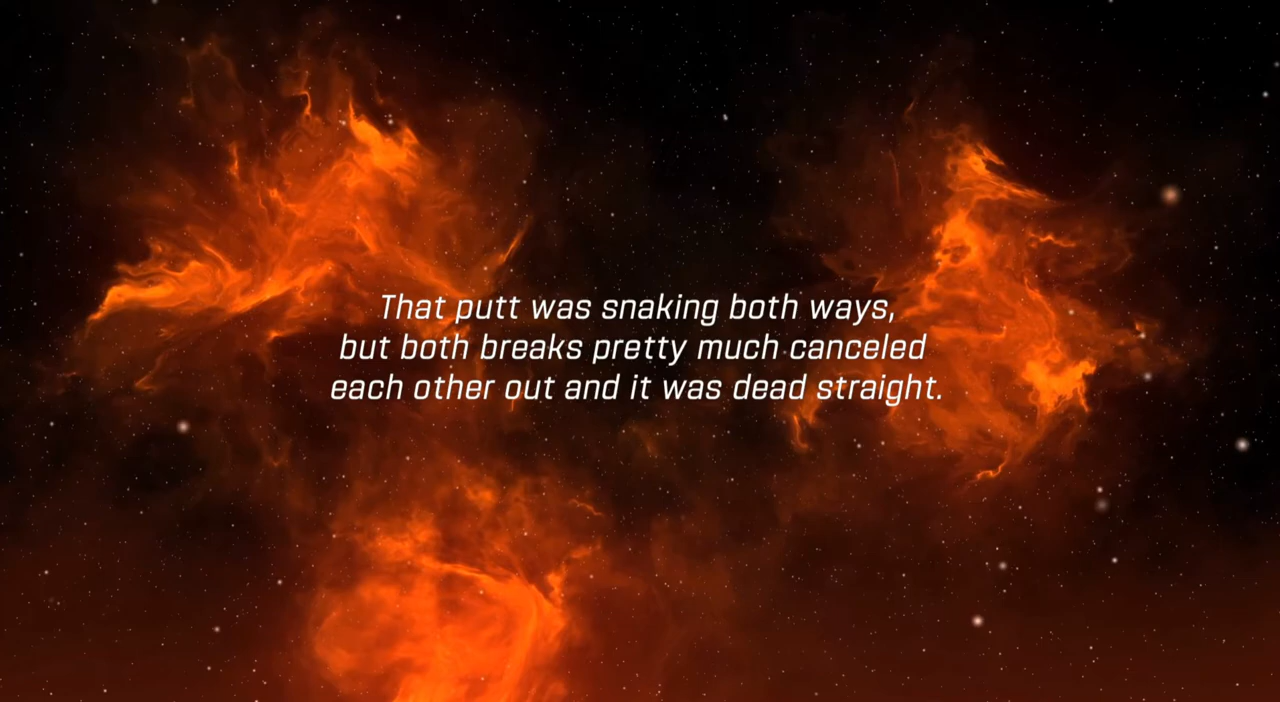 That putt was snaking both ways,
but both breaks pretty much canceled
each other out and it was dead straight.